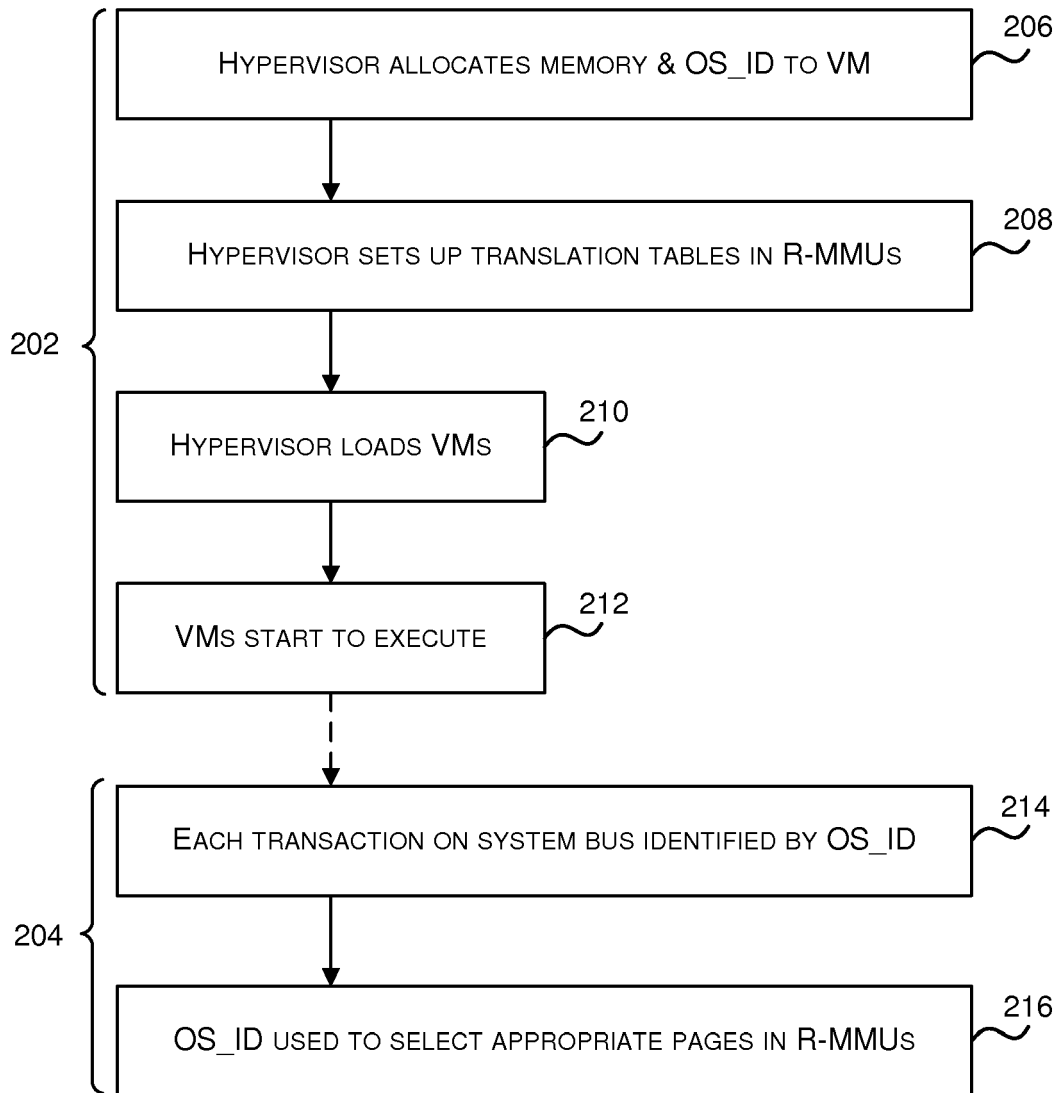 206
HYPERVISOR ALLOCATES MEMORY & OS_ID TO VM
208
HYPERVISOR SETS UP TRANSLATION TABLES IN R-MMUS
202
210
HYPERVISOR LOADS VMS
212
VMS START TO EXECUTE
214
EACH TRANSACTION ON SYSTEM BUS IDENTIFIED BY OS_ID
204
216
OS_ID USED TO SELECT APPROPRIATE PAGES IN R-MMUS